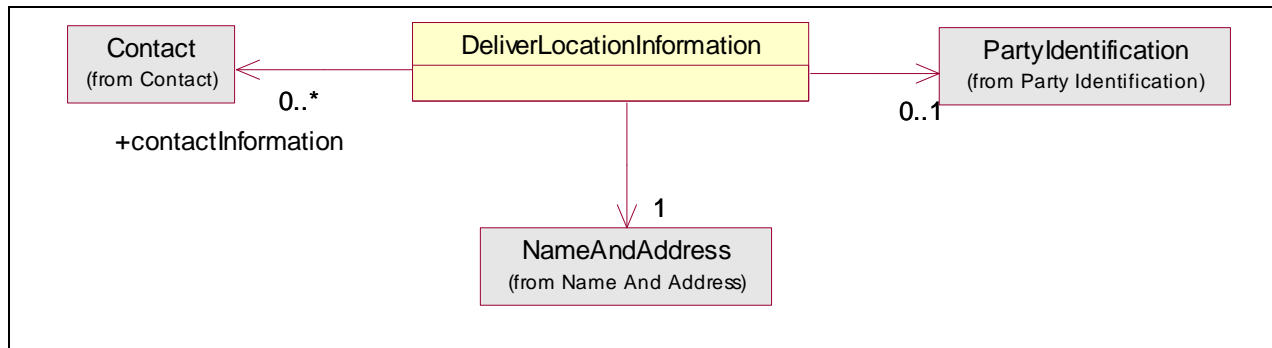 Contact
(from Contact)
0..*
+contactInformation
DeliverLocationInformation
PartyIdentification
(from Party Identification)
0..1
1
NameAndAddress
(from Name And Address)